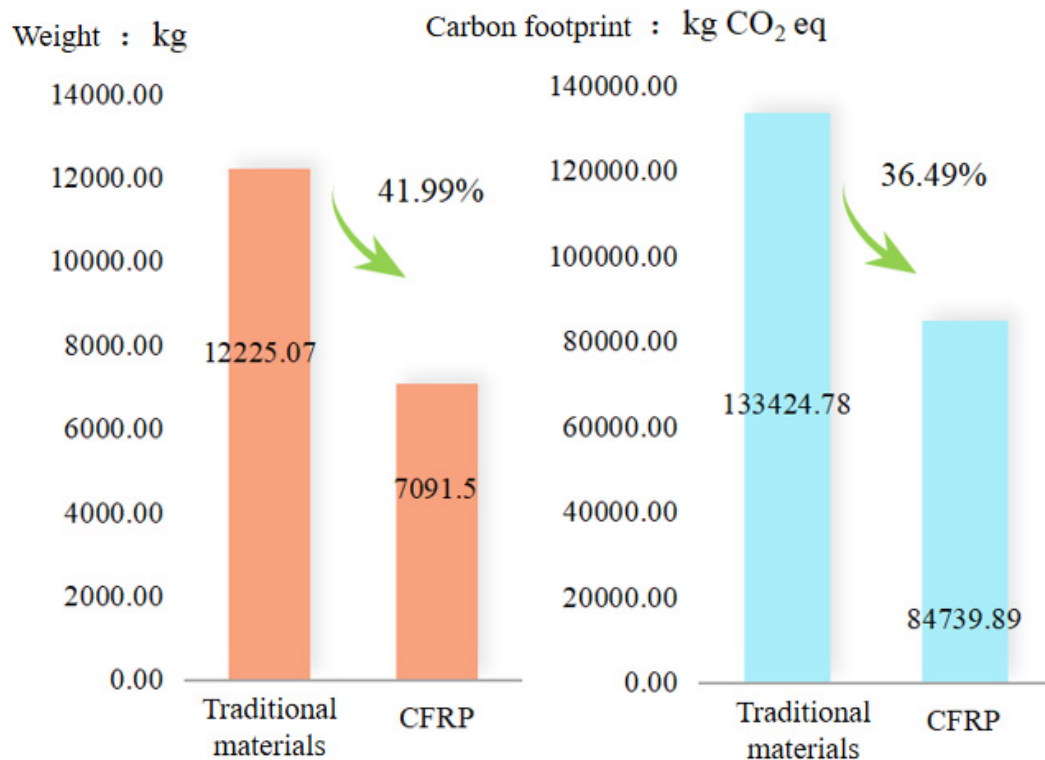 Weight : kg
14000.00
12000.00
10000.00
8000.00
6000.00
4000.00
2000.00
0.00
41.99%
12225.07
7091.5
Traditional
materials
CFRP
Carbon footprint : kg CO₂ eq
140000.00
120000.00
100000.00
80000.00
60000.00
40000.00
20000.00
0.00
36.49%
133424.78
84739.89
Traditional
materials
CFRP